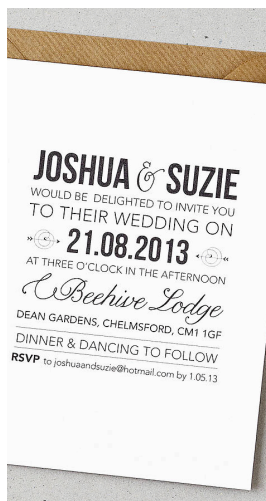 JOSHUA & SUZIE
WOULD BE DELIGHTED TO INVITE YOU
TO THEIR WEDDING ON
21.08.2013
AT THREE O'CLOCK IN THE AFTERNOON
Beehive Lodge
DEAN GARDENS, CHELMSFORD, CM1 1GF
DINNER & DANCING TO FOLLOW
RSVP to joshuaandsuzie@hotmail.com by 1.05.13